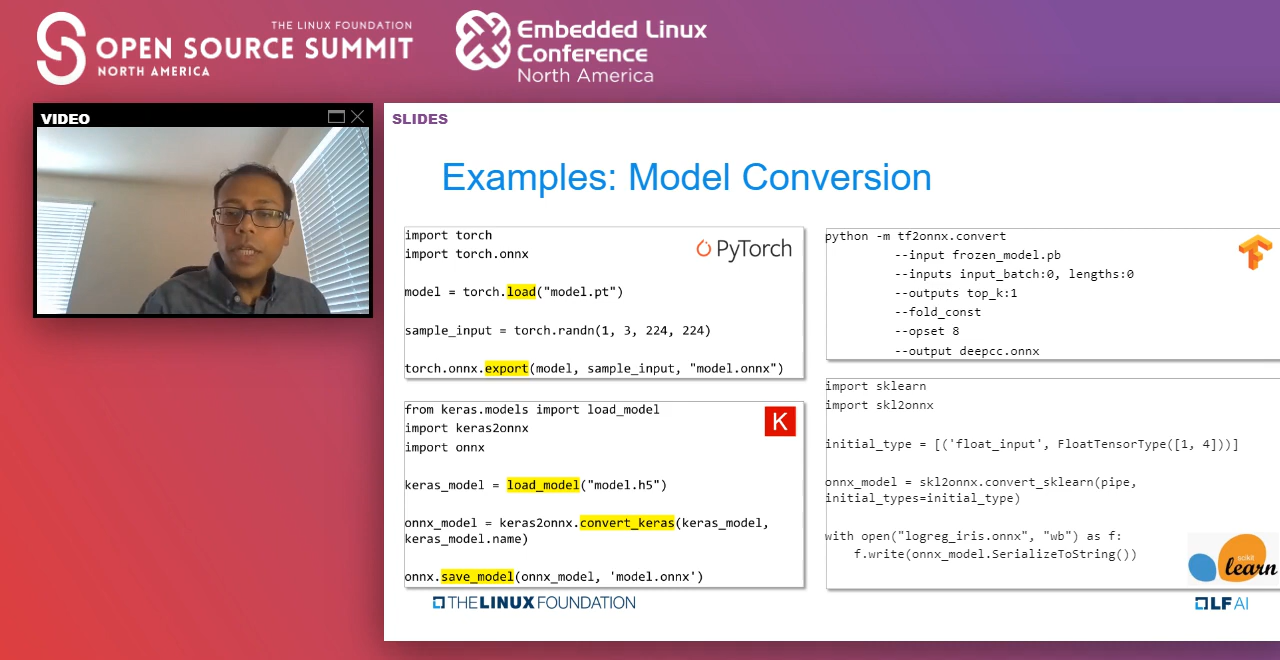 THE LINUX FOUNDATION
OPEN SOURCE SUMMIT
NORTH AMERICA
Embedded Linux
Conference
North America
VIDEO
SLIDES
Examples: Model Conversion
import torch
import torch.onnx
PyTorch
model = torch.load("model.pt")
sample_input = torch.randn(1, 3, 224, 224)
torch.onnx.export(model, sample_input, "model.onnx")
from keras.models import load_model
import keras2onnx
import onnx
K
keras_model = load_model("model.h5")
onnx_model = keras2onnx.convert_keras(keras_model,
keras_model.name)
onnx.save_model(onnx_model, 'model.onnx')
python -m tf2onnx.convert
--input frozen_model.pb
--inputs input_batch:0, lengths:0
--outputs top_k:1
--fold_const
--opset 8
--output deepcc.onnx
import sklearn
import skl2onnx
initial_type = [('float_input', FloatTensorType([1, 4]))]
onnx_model = skl2onnx.convert_sklearn(pipe,
initial_types=initial_type)
with open("logreg_iris.onnx", "wb") as f:
f.write(onnx_model.SerializeToString())
scikit
learn
THE LINUX FOUNDATION
LF AI